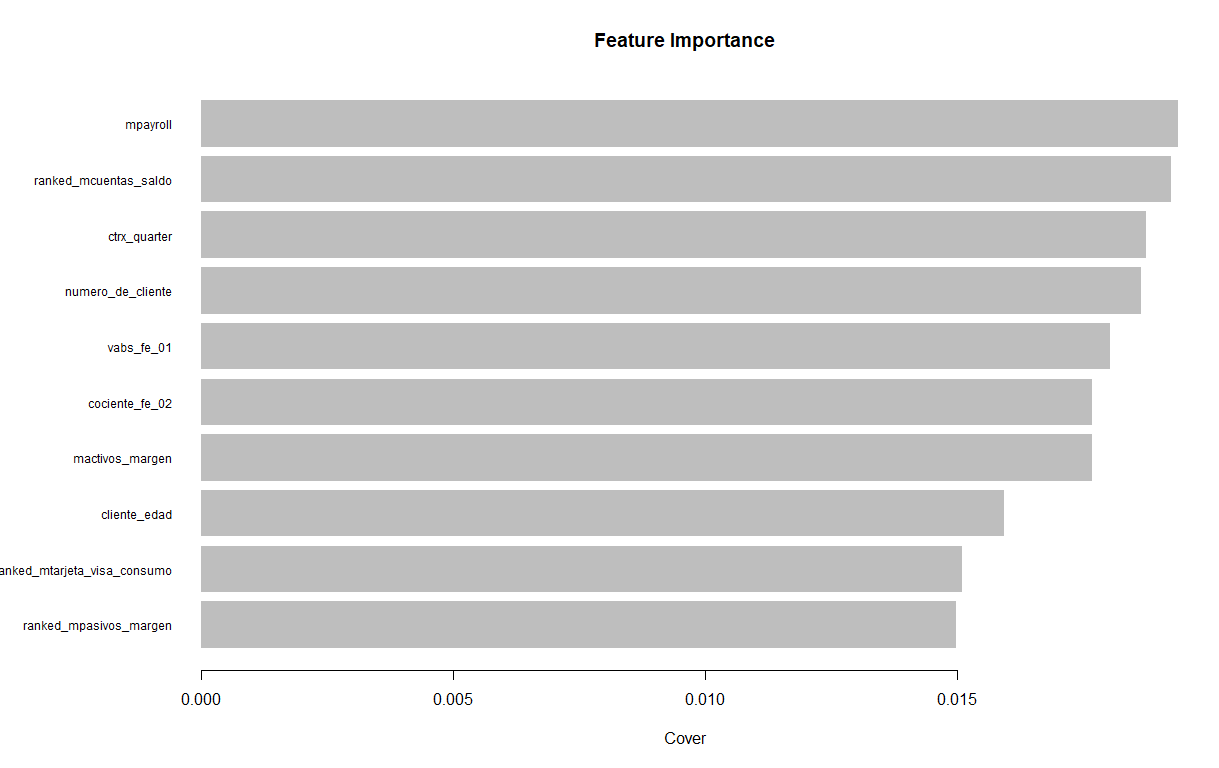 Feature Importance
mpayroll
ranked_mcuentas_saldo
ctrx_quarter
numero_de_cliente
vabs_fe_01
cociente_fe_02
mactivos_margen
cliente_edad
anked_mtarjeta_visa_consumo
ranked_mpasivos_margen
0.000 0.005 0.010 0.015
Cover